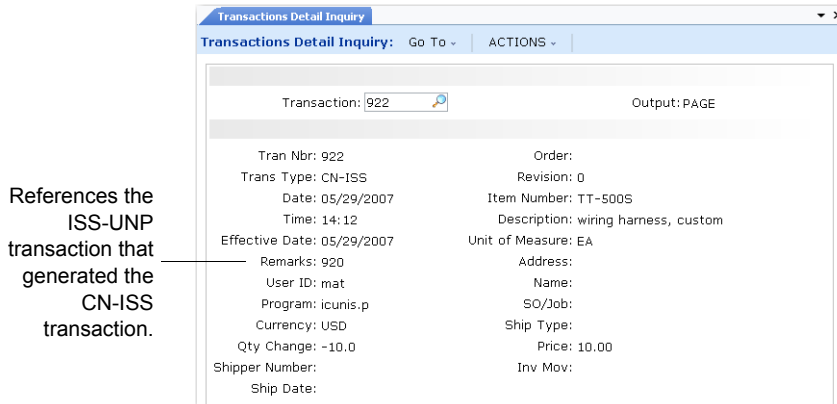 Transactions Detail Inquiry
Transactions Detail Inquiry: Go To ACTIONS
Transaction: 922 Output: PAGE
Tran Nbr: 922 Order:
Trans Type: CN-ISS Revision: 0
Date: 05/29/2007 Item Number: TT-500S
Time: 14:12 Description: wiring harness, custom
Effective Date: 05/29/2007 Unit of Measure: EA
Remarks: 920 Address:
User ID: mat Name:
Program: icunis.p SO/Job:
Currency: USD Ship Type:
Qty Change: -10.0 Price: 10.00
Shipper Number: Inv Mov:
Ship Date:
References the
ISS-UNP
transaction that
generated the
CN-ISS
transaction.